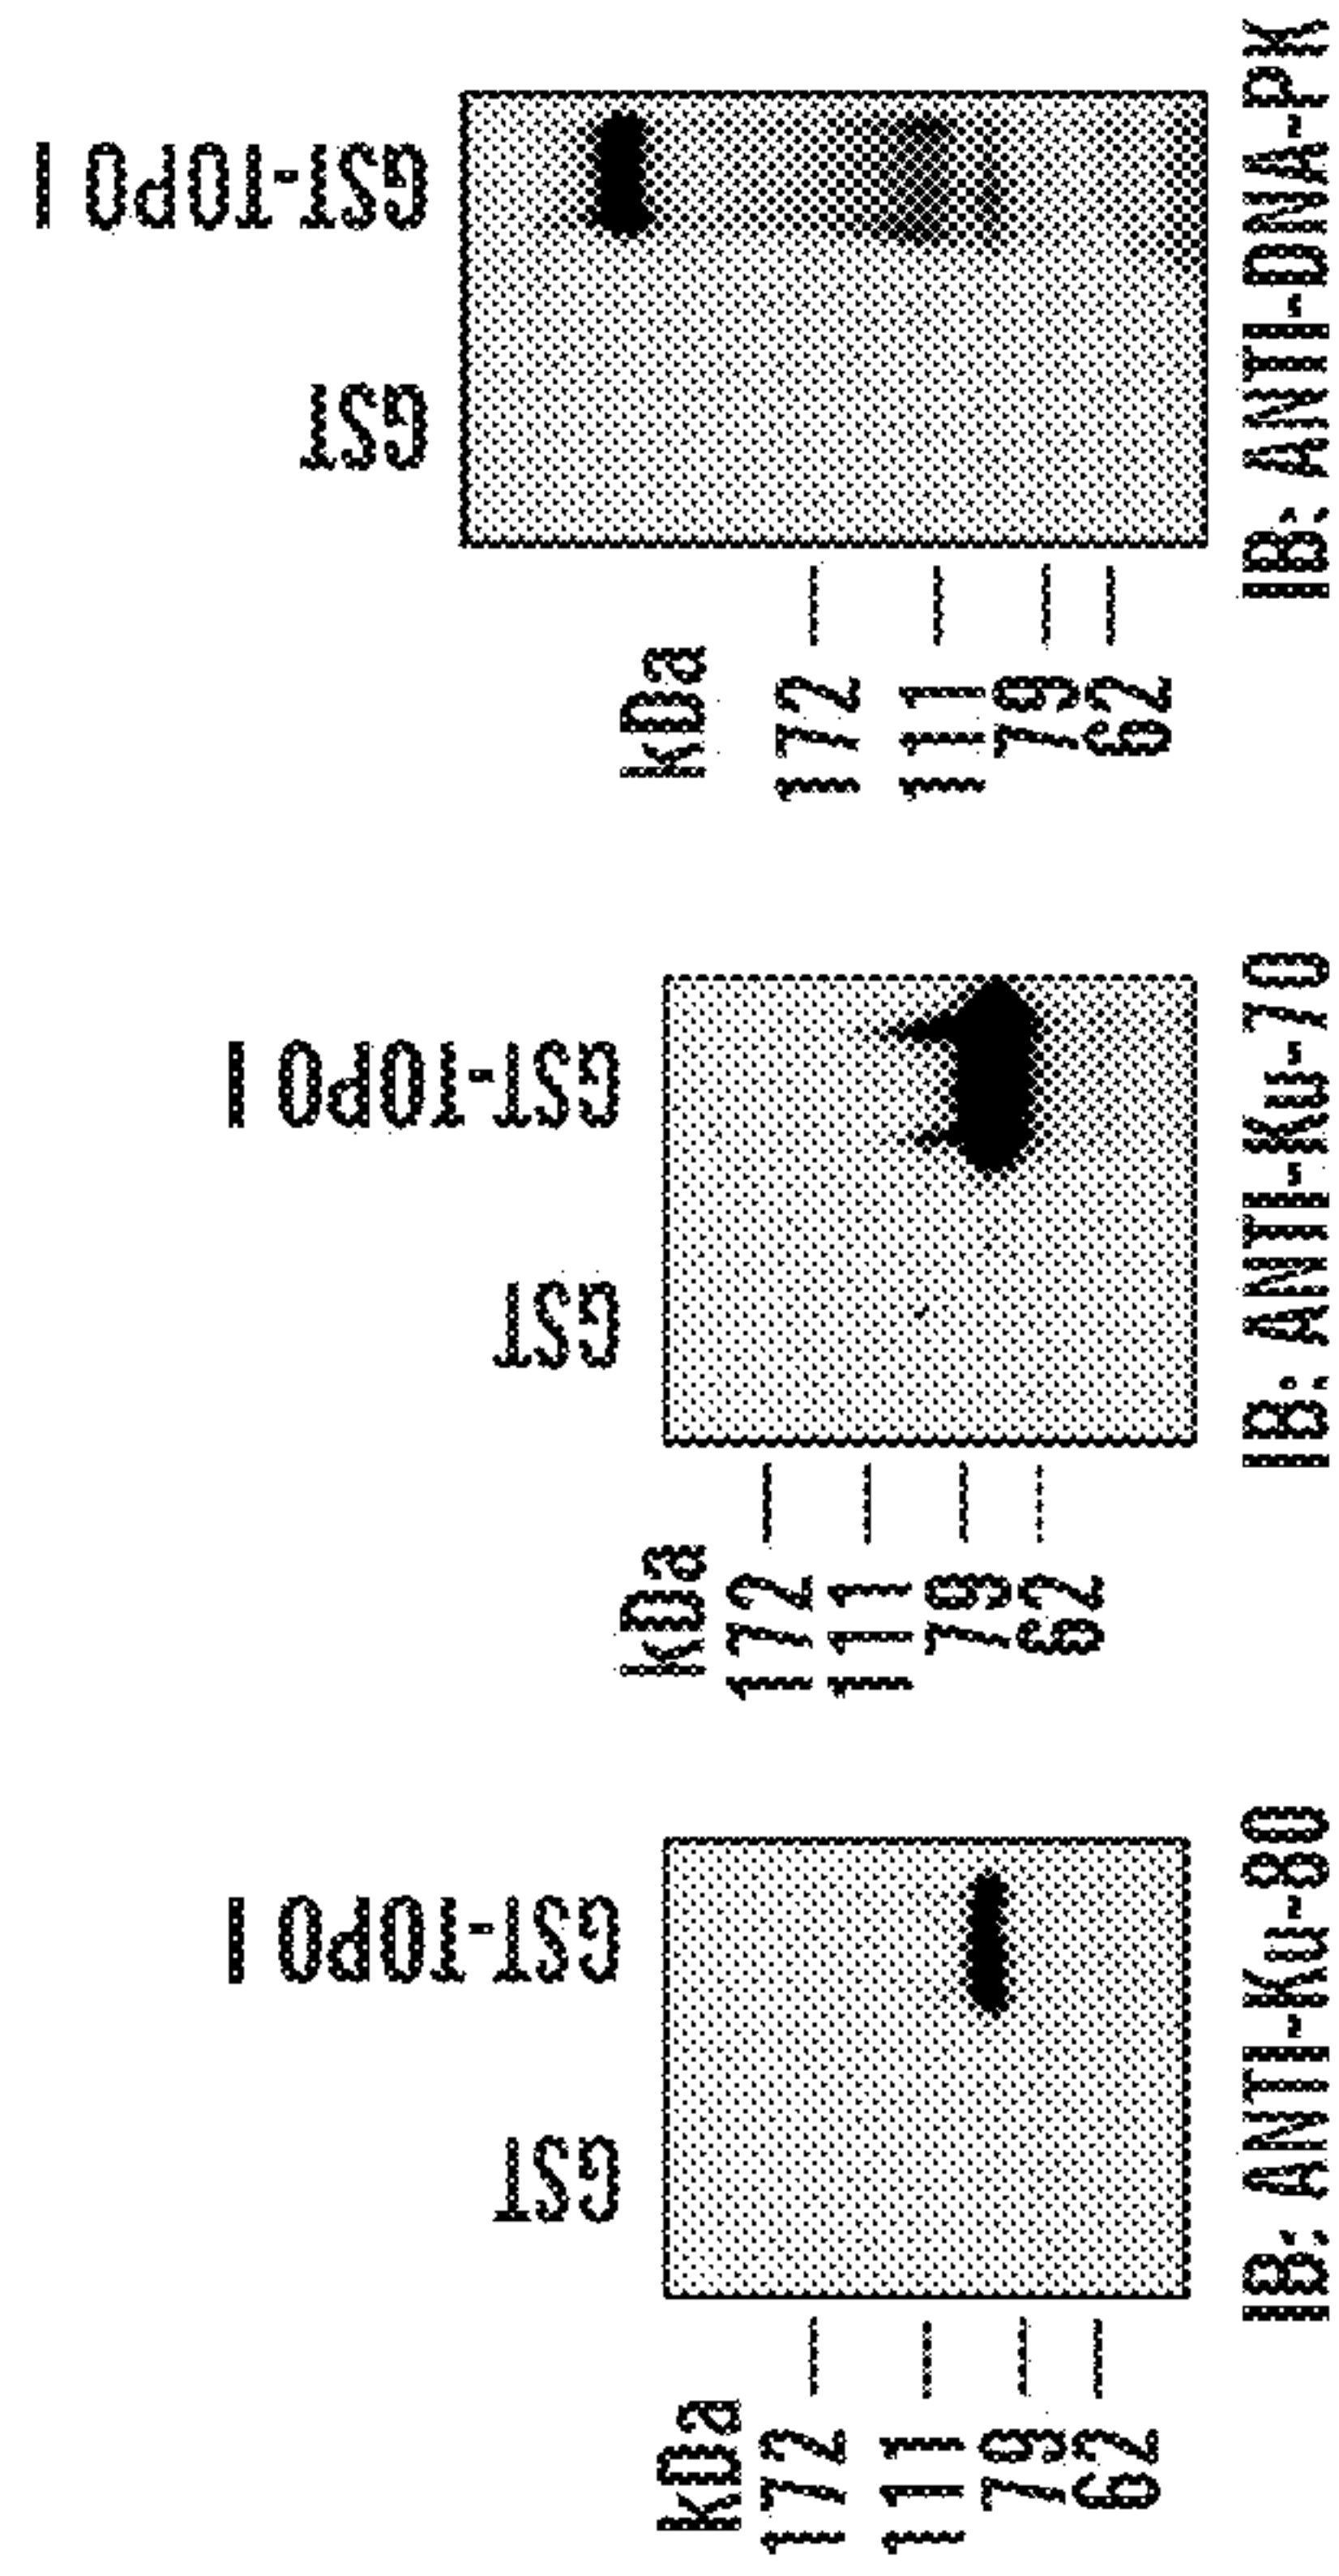 kDa
172
111
79
62
GST
GST-TOPO I
IB: ANTI-Ku-80
kDa
172
111
79
62
GST
GST-TOPO I
IB: ANTI-Ku-70
kDa
172
111
79
62
GST
GST-TOPO I
IB: ANTI-DNA-PK